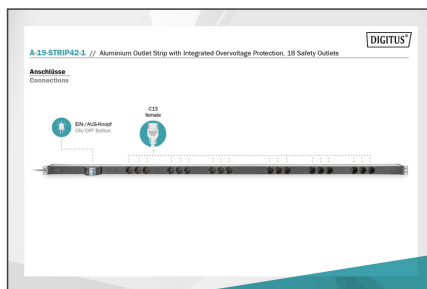 DIGITUS®
A-19-STRIP42-1 // Aluminium Outlet Strip with Integrated Overvoltage Protection, 18 Safety Outlets
Anschlüsse
Connections
C13
female
EIN-/AUS-Knopf
ON/OFF Button